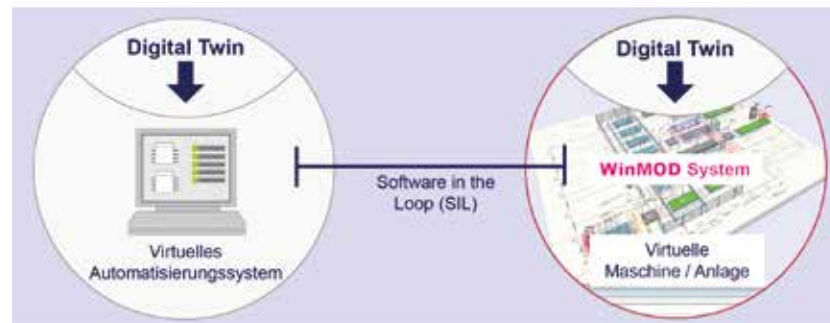 Digital Twin
Virtuelles
Automatisierungssystem
Software in the
Loop (SIL)
Digital Twin
WinMOD System
Virtuelle
Maschine / Anlage